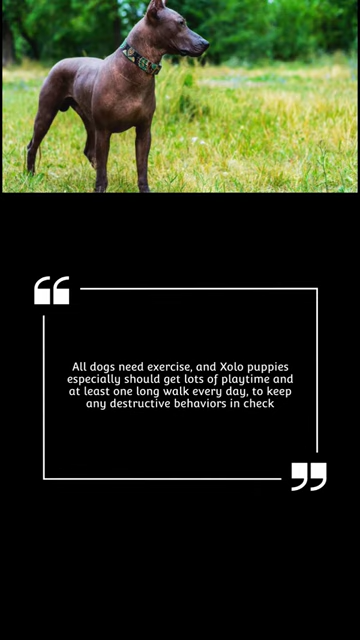 All dogs need exercise, and Xolo puppies
especially should get lots of playtime and
at least one long walk every day, to keep
any destructive behaviors in check